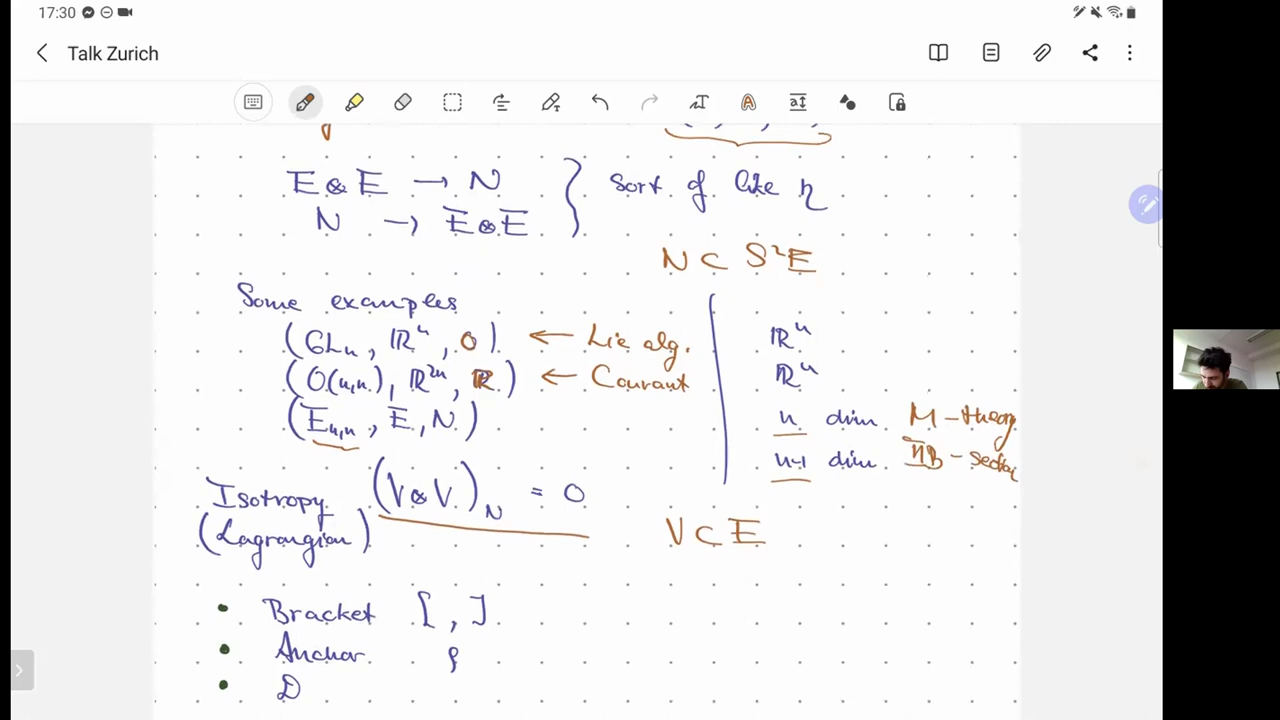 17:30
Talk Zurich
E ⊗ E → N } Sort of like η
N → E ⊗ E
N ⊂ S²E
Some examples
(GLn, ℝⁿ, 0) ← Lie alg. | ℝⁿ
(O(n,n), ℝ²ⁿ, ℝ) ← Courant | ℝⁿ
(En,n, E, N) | n dim M-theory
n-1 dim IIB-section
Isotropy (V ⊗ V)N = 0
(Lagrangian) V ⊂ E
• Bracket [ , ]
• Anchor ρ
• D